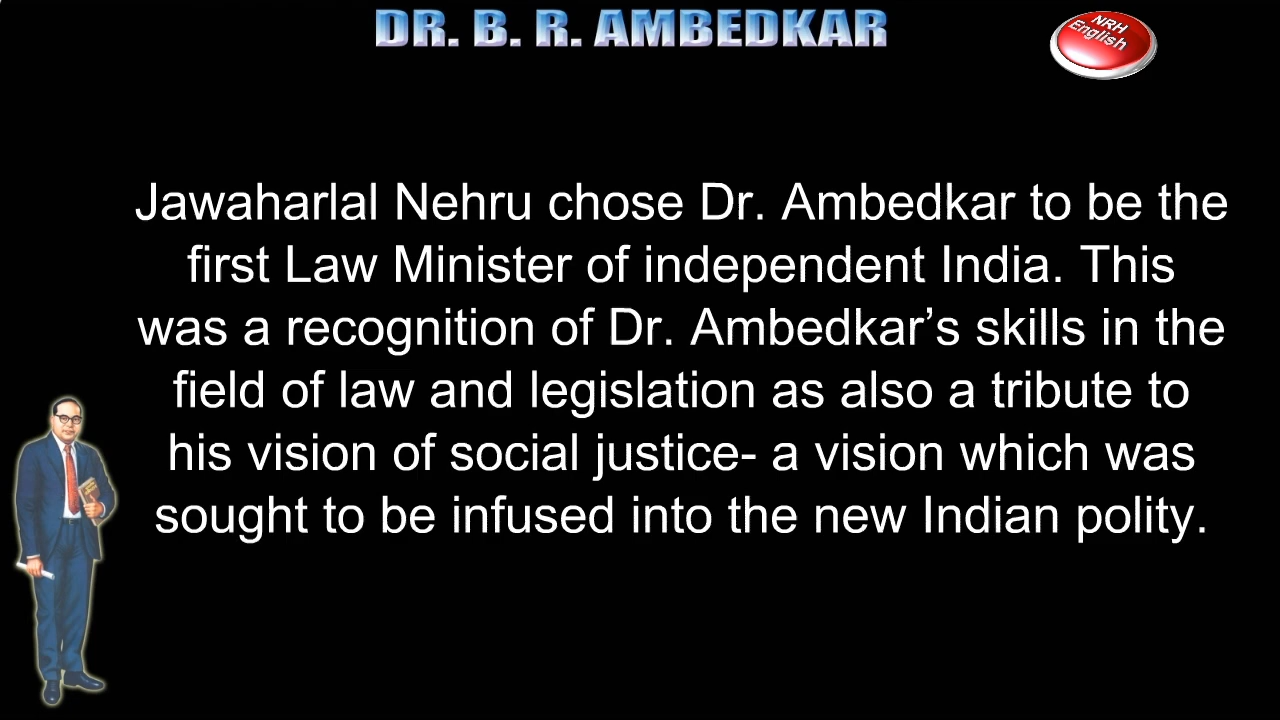 DR. B. R. AMBEDKAR
NRH
English
Jawaharlal Nehru chose Dr. Ambedkar to be the
first Law Minister of independent India. This
was a recognition of Dr. Ambedkar’s skills in the
field of law and legislation as also a tribute to
his vision of social justice- a vision which was
sought to be infused into the new Indian polity.